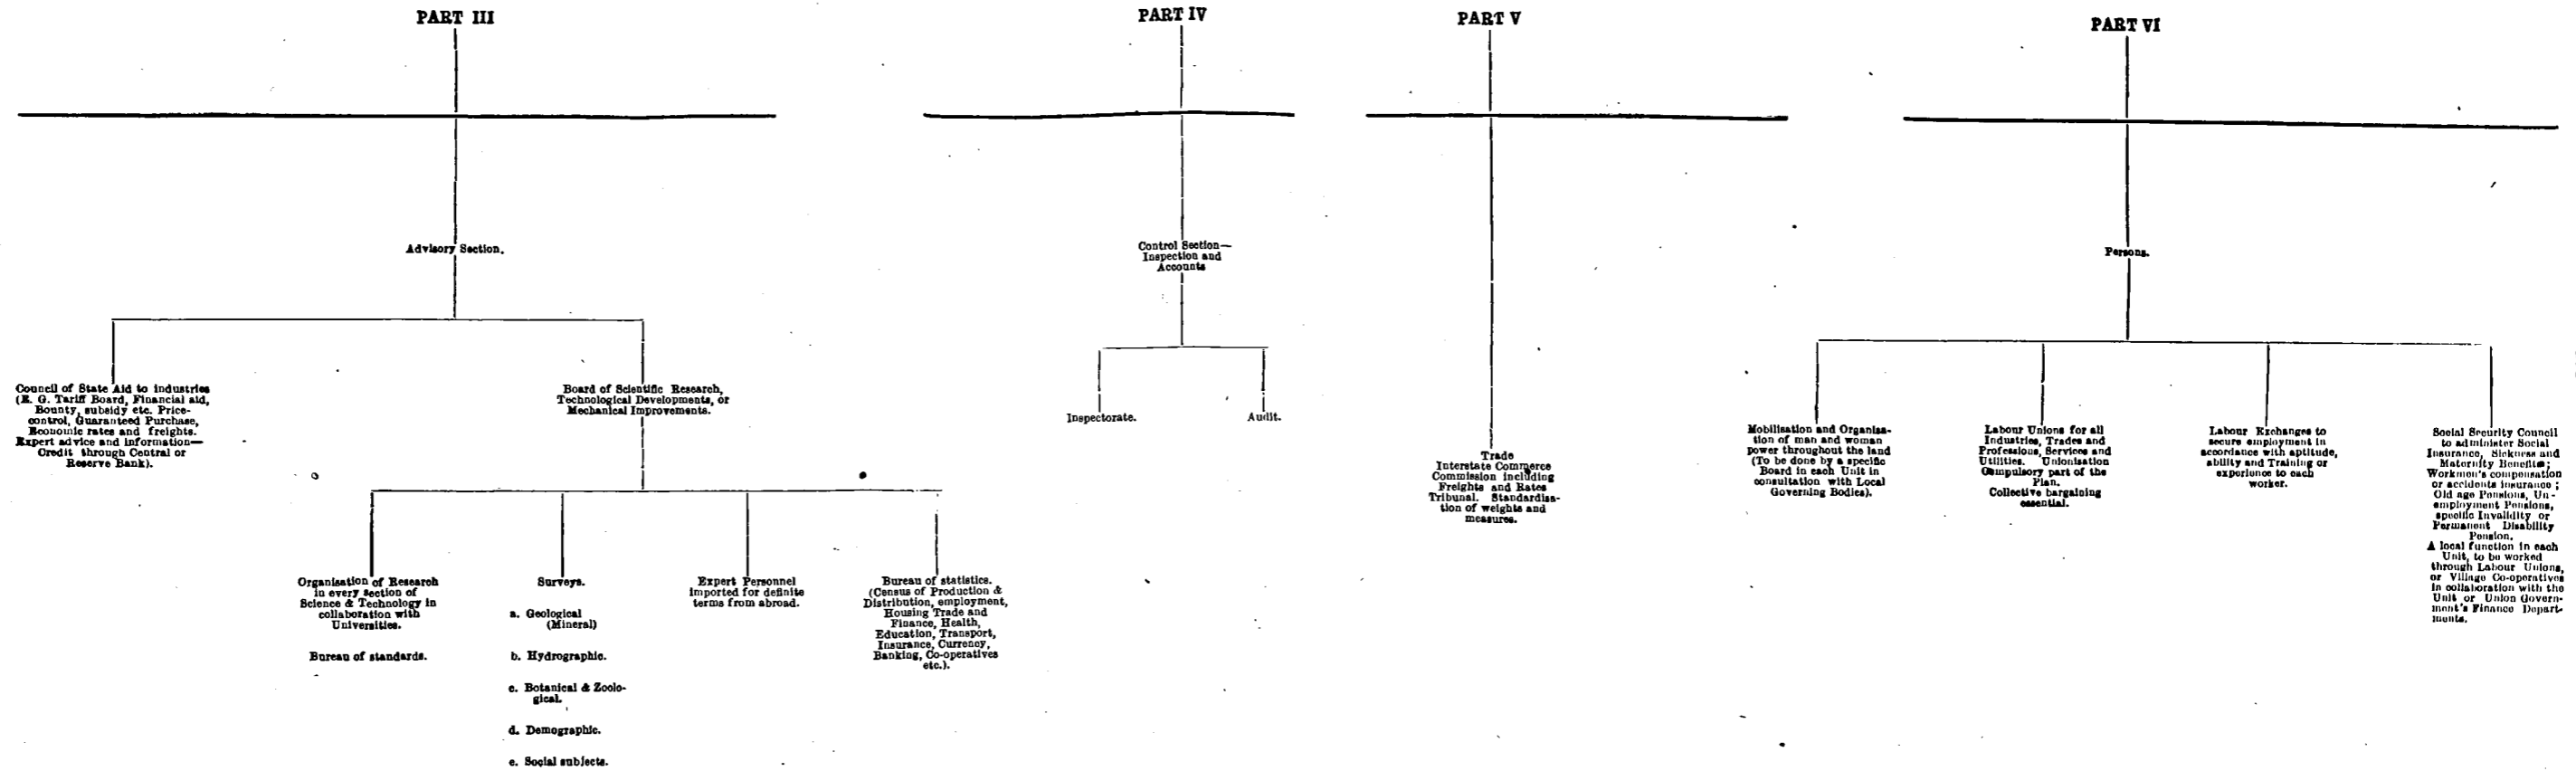 PART III
PART IV
PART V
PART VI
Advisory Section.
Control Section—
Inspection and
Accounts
Persons.
Council of State Aid to industries
(E. G. Tariff Board, Financial aid,
Bounty, subsidy etc. Price-
control, Guaranteed Purchase,
Economic rates and freights.
Expert advice and information—
Credit through Central or
Reserve Bank).
Board of Scientific Research,
Technological Developments, or
Mechanical Improvements.
Inspectorate.
Audit.
Trade
Interstate Commerce
Commission including
Freights and Rates
Tribunal. Standardisa-
tion of weights and
measures.
Mobilisation and Organisa-
tion of man and woman
power throughout the land
(To be done by a specific
Board in each Unit in
consultation with Local
Governing Bodies).
Labour Unions for all
Industries, Trades and
Professions, Services and
Utilities. Unionisation
Compulsory part of the
Plan.
Collective bargaining
essential.
Labour Exchanges to
secure employment in
accordance with aptitude,
ability and Training or
experience to each
worker.
Social Security Council
to administer Social
Insurance, Sickness and
Maternity Benefits;
Workmen's compensation
or accidents insurance;
Old age Pensions, Un-
employment Pensions,
specific Invalidity or
Permanent Disability
Pension.
A local function in each
Unit, to be worked
through Labour Unions,
or Village Co-operatives
in collaboration with the
Unit or Union Govern-
ment's Finance Depart-
ments.
Organisation of Research
in every section of
Science & Technology in
collaboration with
Universities.
Bureau of standards.
Surveys.
a. Geological
(Mineral)
b. Hydrographic.
c. Botanical & Zoolo-
gical.
d. Demographic.
e. Social subjects.
Expert Personnel
imported for definite
terms from abroad.
Bureau of statistics.
(Census of Production &
Distribution, employment,
Housing Trade and
Finance, Health,
Education, Transport,
Insurance, Currency,
Banking, Co-operatives
etc.).